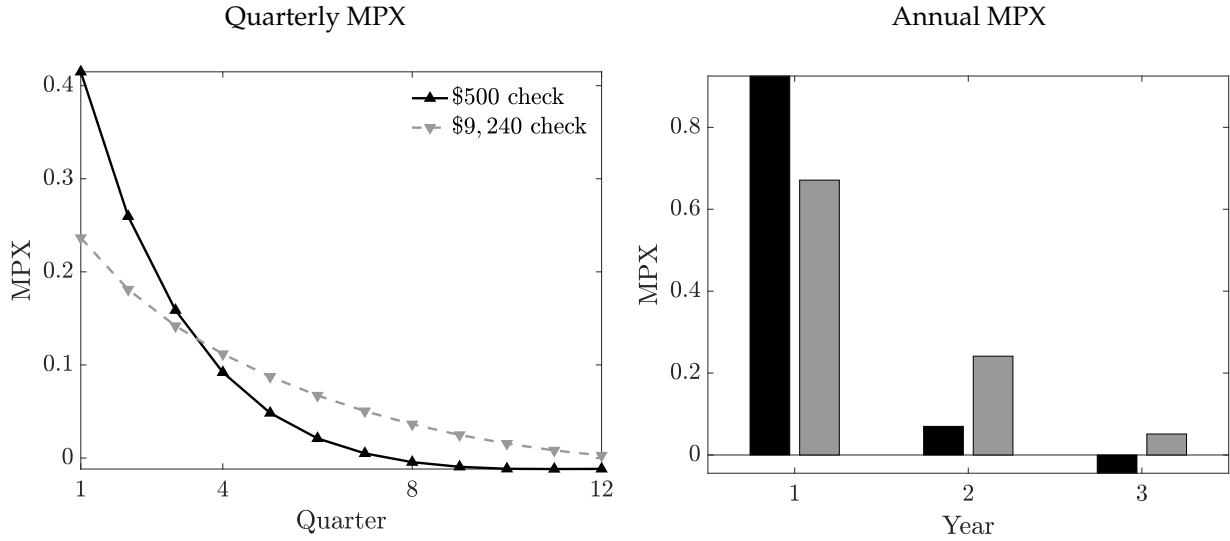 Quarterly MPX
0.4
0.3
0.2
0.1
0
MPX
1 4 8 12
Quarter
$500 check
$9, 240 check
Annual MPX
0.8
0.6
0.4
0.2
0
MPX
1 2 3
Year